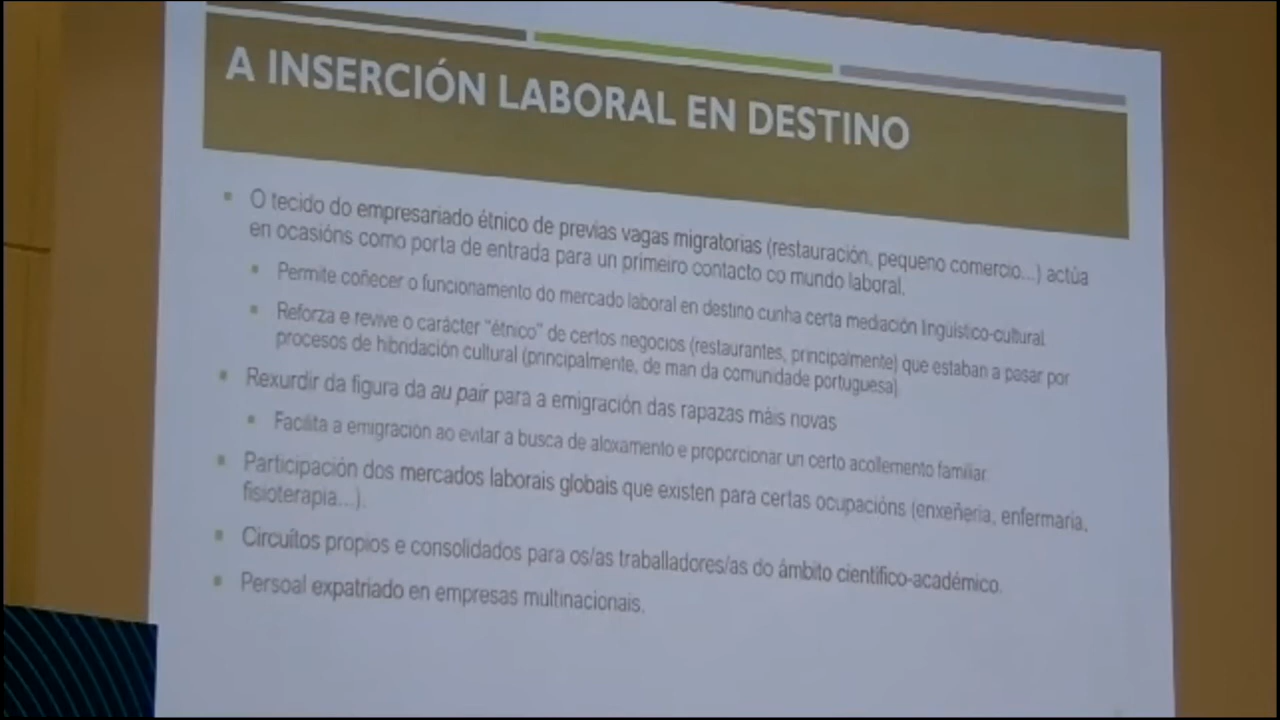 A INSERCIÓN LABORAL EN DESTINO
▪ O tecido do empresariado étnico de previas vagas migratorias (restauración, pequeno comercio...) actúa
en ocasións como porta de entrada para un primeiro contacto co mundo laboral.
▪ Permite coñecer o funcionamento do mercado laboral en destino cunha certa mediación lingüístico-cultural
▪ Reforza e revive o carácter "étnico" de certos negocios (restaurantes, principalmente) que estaban a pasar por
procesos de hibridación cultural (principalmente, de man da comunidade portuguesa)
▪ Rexurdir da figura da au pair para a emigración das rapazas máis novas
▪ Facilita a emigración ao evitar a busca de aloxamento e proporcionar un certo acollemento familiar
▪ Participación dos mercados laborais globais que existen para certas ocupacións (enxeñeria, enfermaria,
fisioterapia...).
▪ Circuítos propios e consolidados para os/as traballadores/as do ámbito científico-académico.
▪ Persoal expatriado en empresas multinacionais.